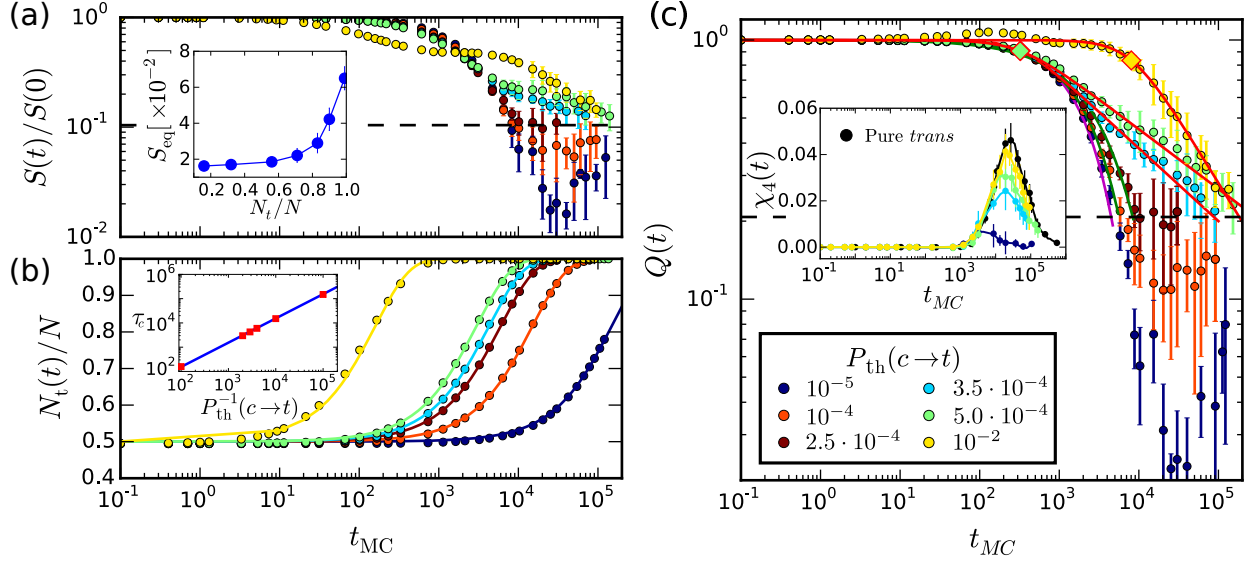 (a)
S(t)/S(0)
10^0
10^-1
10^-2
S_eq[×10^-2]
8
6
4
2
0.2 0.4 0.6 0.8 1.0
N_t/N
(b)
N_t(t)/N
1.0
0.9
0.8
0.7
0.6
0.5
0.4
τ_c
10^6
10^4
10^2
10^2 10^3 10^4 10^5
P_th^-1(c→t)
10^-1 10^0 10^1 10^2 10^3 10^4 10^5
t_MC
(c)
Q(t)
10^0
10^-1
χ_4(t)
0.06
0.04
0.02
0.00
Pure trans
10^-1 10^1 10^3 10^5
t_MC
P_th(c→t)
10^-5 3.5·10^-4
10^-4 5.0·10^-4
2.5·10^-4 10^-2
10^-1 10^0 10^1 10^2 10^3 10^4 10^5
t_MC